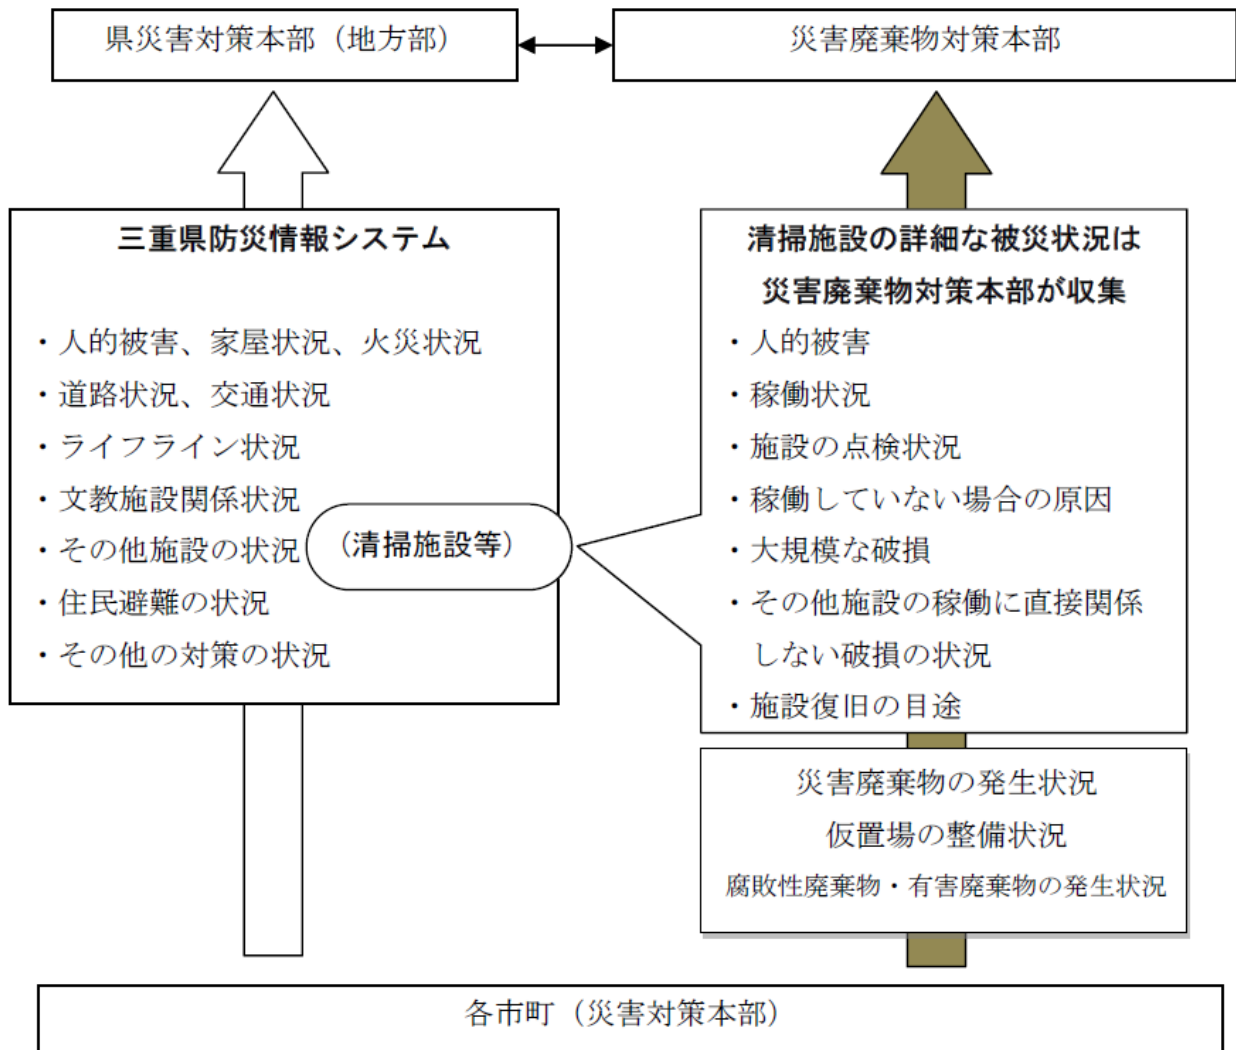 県災害対策本部（地方部）
災害廃棄物対策本部
三重県防災情報システム
・人的被害、家屋状況、火災状況
・道路状況、交通状況
・ライフライン状況
・文教施設関係状況
・その他施設の状況
（清掃施設等）
・住民避難の状況
・その他の対策の状況
清掃施設の詳細な被災状況は
災害廃棄物対策本部が収集
・人的被害
・稼働状況
・施設の点検状況
・稼働していない場合の原因
・大規模な破損
・その他施設の稼働に直接関係
しない破損の状況
・施設復旧の目途
災害廃棄物の発生状況
仮置場の整備状況
腐敗性廃棄物・有害廃棄物の発生状況
各市町（災害対策本部）